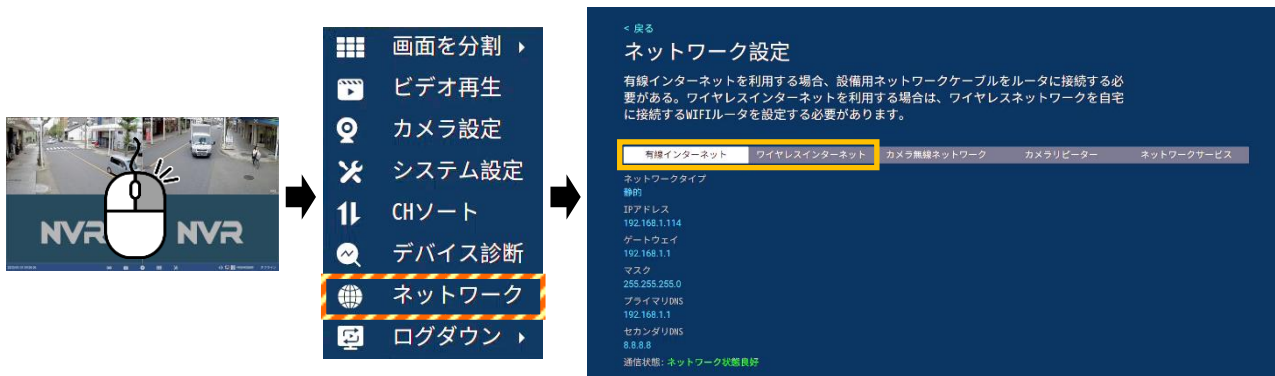 NVR
NVR
画面を分割
ビデオ再生
カメラ設定
システム設定
CHソート
デバイス診断
ネットワーク
ログダウン
< 戻る
ネットワーク設定
有線インターネットを利用する場合、設備用ネットワークケーブルをルータに接続する必
要がある。ワイヤレスインターネットを利用する場合は、ワイヤレスネットワークを自宅
に接続するWIFIルータを設定する必要があります。
有線インターネット ワイヤレスインターネット カメラ無線ネットワーク カメラリピーター ネットワークサービス
ネットワークタイプ
静的
IPアドレス
192.168.1.114
ゲートウェイ
192.168.1.1
マスク
255.255.255.0
プライマリDNS
192.168.1.1
セカンダリDNS
8.8.8.8
通信状態: ネットワーク状態良好